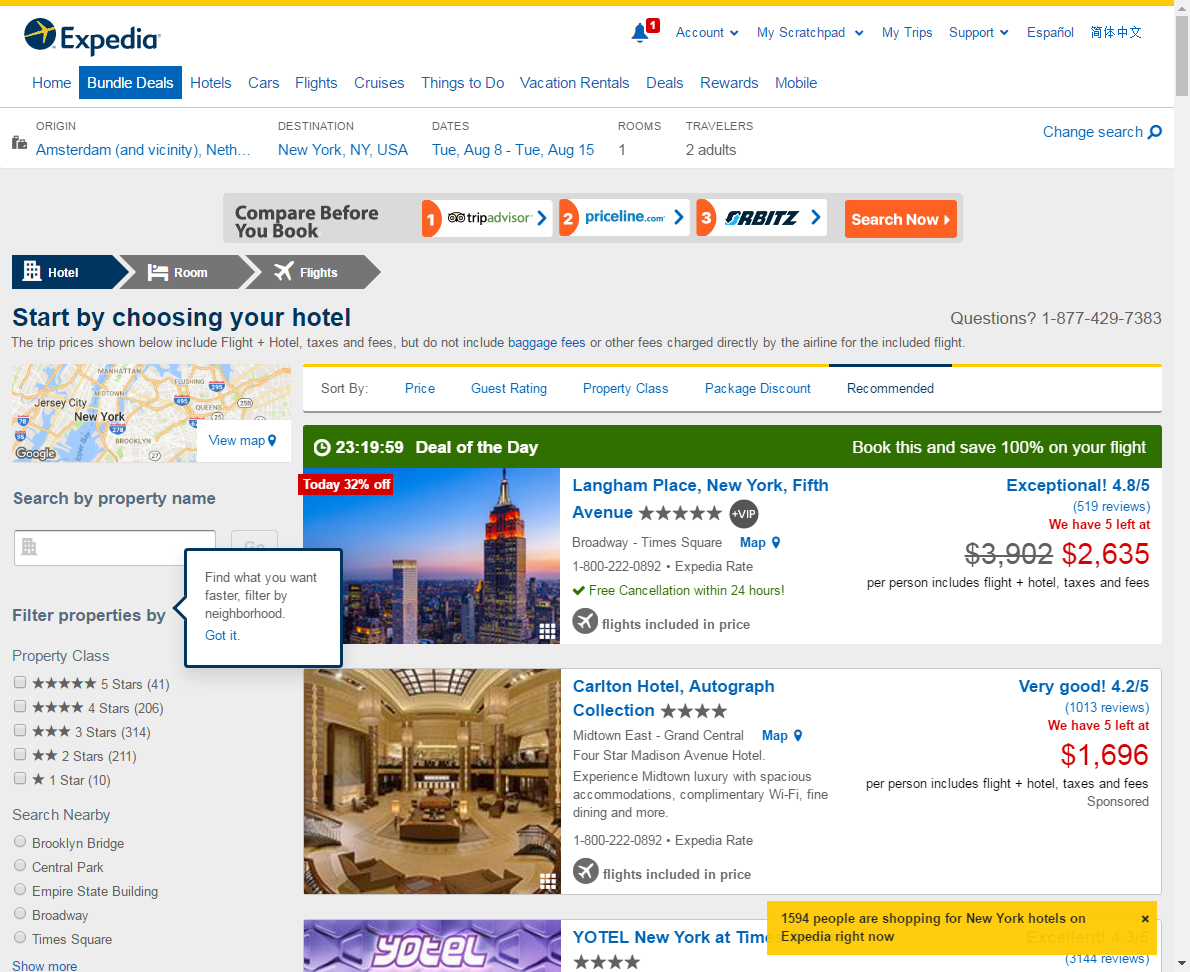 Expedia
1
Account
My Scratchpad
My Trips
Support
Español
简体中文
Home
Bundle Deals
Hotels
Cars
Flights
Cruises
Things to Do
Vacation Rentals
Deals
Rewards
Mobile
ORIGIN
Amsterdam (and vicinity), Neth…
DESTINATION
New York, NY, USA
DATES
Tue, Aug 8 - Tue, Aug 15
ROOMS
1
TRAVELERS
2 adults
Change search
Compare Before
You Book
1 tripadvisor
2 priceline.com
3 ORBITZ
Search Now
Hotel
Room
Flights
Start by choosing your hotel
Questions? 1-877-429-7383
The trip prices shown below include Flight + Hotel, taxes and fees, but do not include baggage fees or other fees charged directly by the airline for the included flight.
MANHATTAN
FLUSHING
295
MIDTOWN
Jersey City
495
QUEENS
258
New York
78
278
95
BROOKLYN
27
Google
View map
Search by property name
Go
Find what you want
faster, filter by
neighborhood.
Got it.
Filter properties by
Property Class
5 Stars (41)
4 Stars (206)
3 Stars (314)
2 Stars (211)
1 Star (10)
Search Nearby
Brooklyn Bridge
Central Park
Empire State Building
Broadway
Times Square
Show more
Sort By:
Price
Guest Rating
Property Class
Package Discount
Recommended
23:19:59 Deal of the Day
Book this and save 100% on your flight
Today 32% off
Langham Place, New York, Fifth
Avenue
+VIP
Broadway - Times Square
Map
1-800-222-0892 • Expedia Rate
Free Cancellation within 24 hours!
flights included in price
Exceptional! 4.8/5
(519 reviews)
We have 5 left at
$3,902 $2,635
per person includes flight + hotel, taxes and fees
Carlton Hotel, Autograph
Collection
Midtown East - Grand Central
Map
Four Star Madison Avenue Hotel.
Experience Midtown luxury with spacious
accommodations, complimentary Wi-Fi, fine
dining and more.
1-800-222-0892 • Expedia Rate
flights included in price
Very good! 4.2/5
(1013 reviews)
We have 5 left at
$1,696
per person includes flight + hotel, taxes and fees
Sponsored
YOTEL
YOTEL New York at Time
Excellent! 4.3/5
(3144 reviews)
1594 people are shopping for New York hotels on
Expedia right now
×